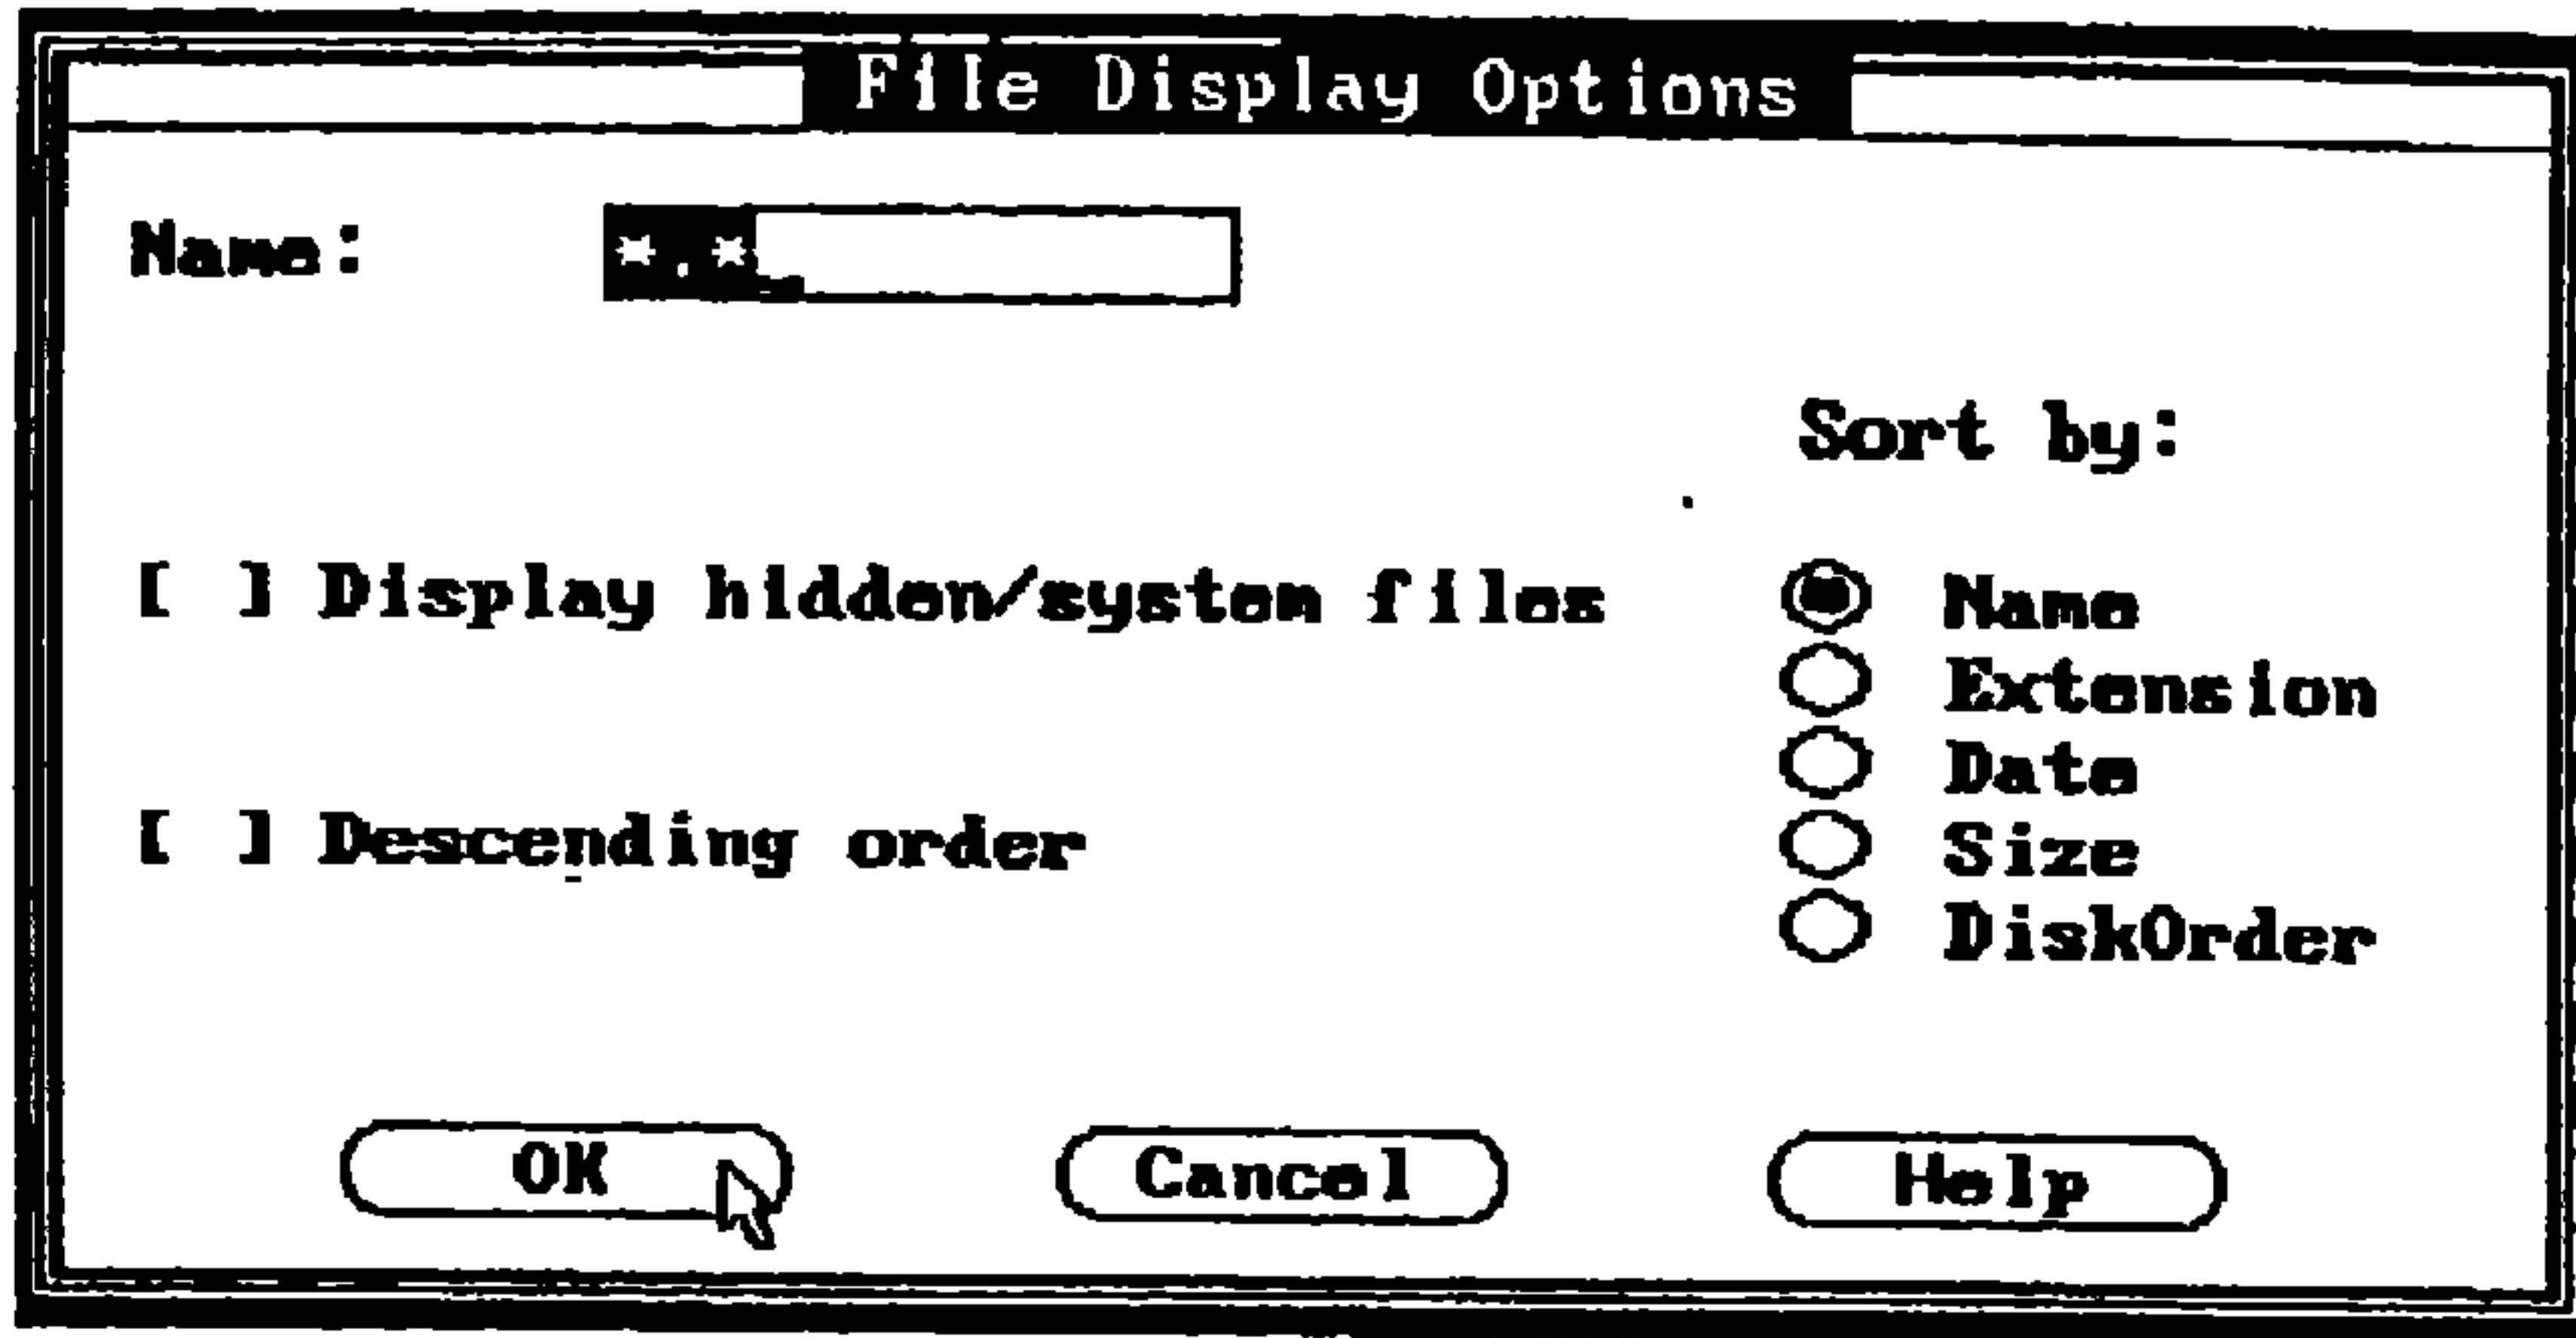 File Display Options
Name: *.*
Sort by:
[ ] Display hidden/system files
Name
Extension
Date
[ ] Descending order
Size
DiskOrder
OK
Cancel
Help